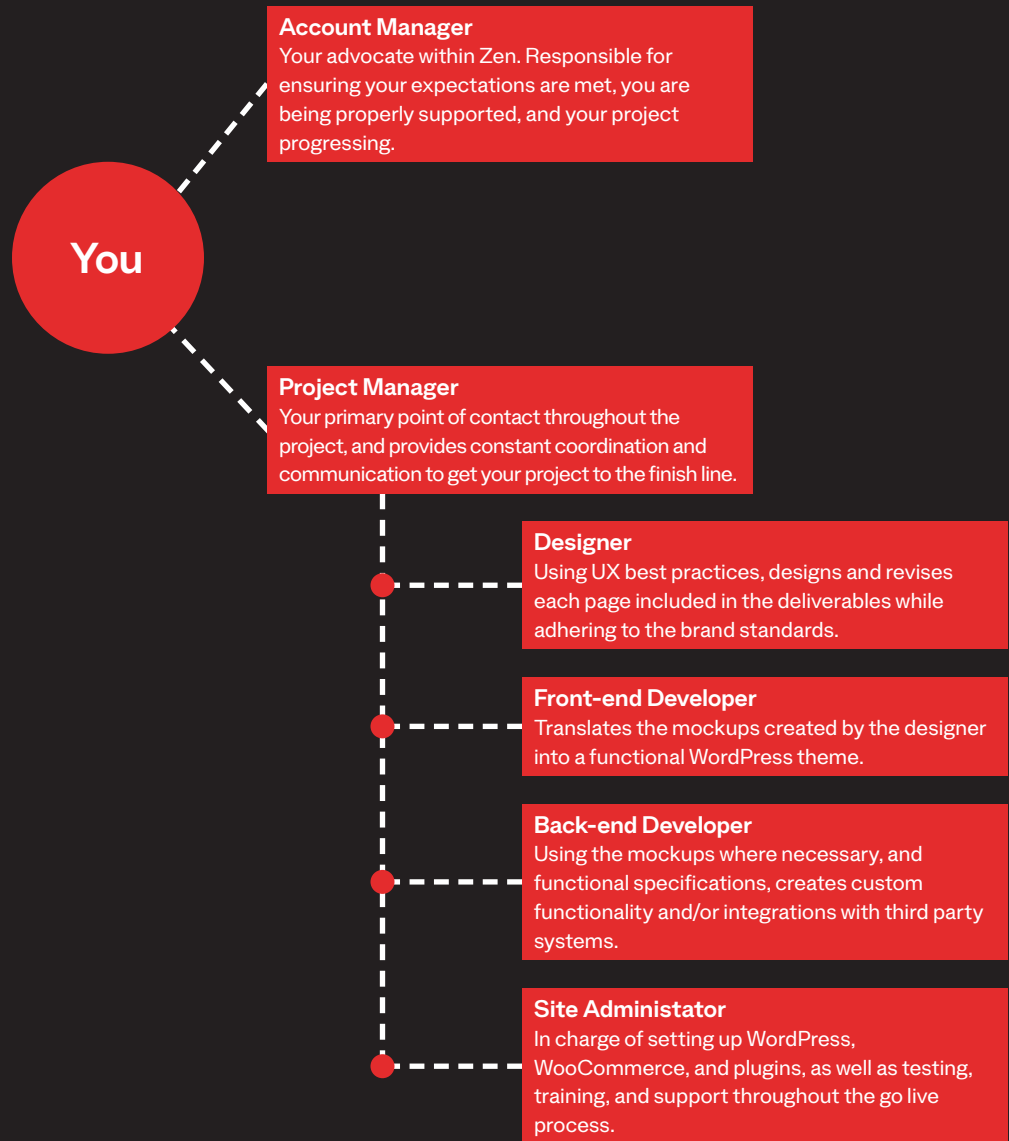 Account Manager
Your advocate within Zen. Responsible for
ensuring your expectations are met, you are
being properly supported, and your project
progressing.
You
Project Manager
Your primary point of contact throughout the
project, and provides constant coordination and
communication to get your project to the finish line.
Designer
Using UX best practices, designs and revises
each page included in the deliverables while
adhering to the brand standards.
Front-end Developer
Translates the mockups created by the designer
into a functional WordPress theme.
Back-end Developer
Using the mockups where necessary, and
functional specifications, creates custom
functionality and/or integrations with third party
systems.
Site Administator
In charge of setting up WordPress,
WooCommerce, and plugins, as well as testing,
training, and support throughout the go live
process.